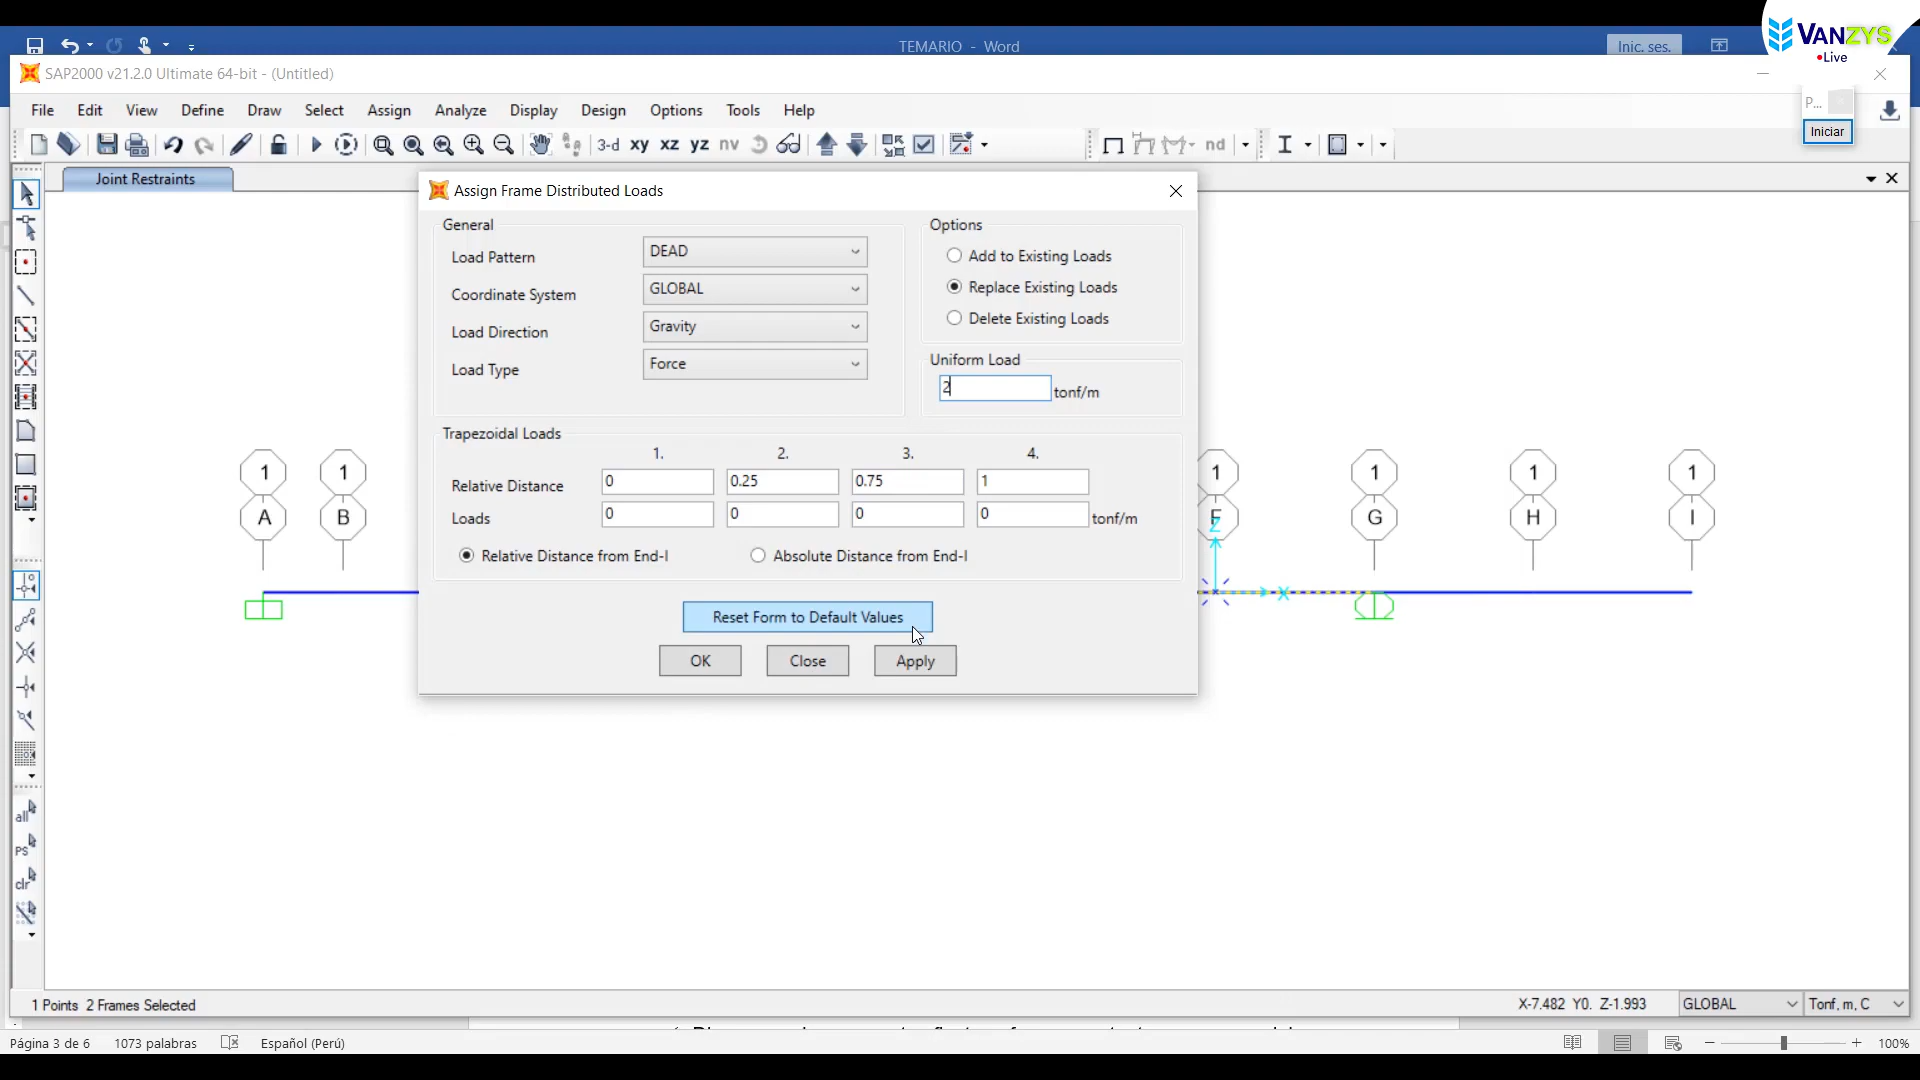 TEMARIO - Word
Inic. ses.
VANZYS
Live
SAP2000 v21.2.0 Ultimate 64-bit - (Untitled)
File Edit View Define Draw Select Assign Analyze Display Design Options Tools Help
P...
Iniciar
3-d xy xz yz nv nd
Joint Restraints
Assign Frame Distributed Loads
General
Load Pattern DEAD
Coordinate System GLOBAL
Load Direction Gravity
Load Type Force
Options
Add to Existing Loads
Replace Existing Loads
Delete Existing Loads
Uniform Load
2 tonf/m
Trapezoidal Loads
1. 2. 3. 4.
Relative Distance 0 0.25 0.75 1
Loads 0 0 0 0 tonf/m
Relative Distance from End-I Absolute Distance from End-I
Reset Form to Default Values
OK Close Apply
1 1 1 1 1 1
A B F G H I
Z
X
all
PS
clr
1 Points 2 Frames Selected
X-7.482 Y0. Z-1.993 GLOBAL Tonf, m, C
Página 3 de 6 1073 palabras Español (Perú) 100%